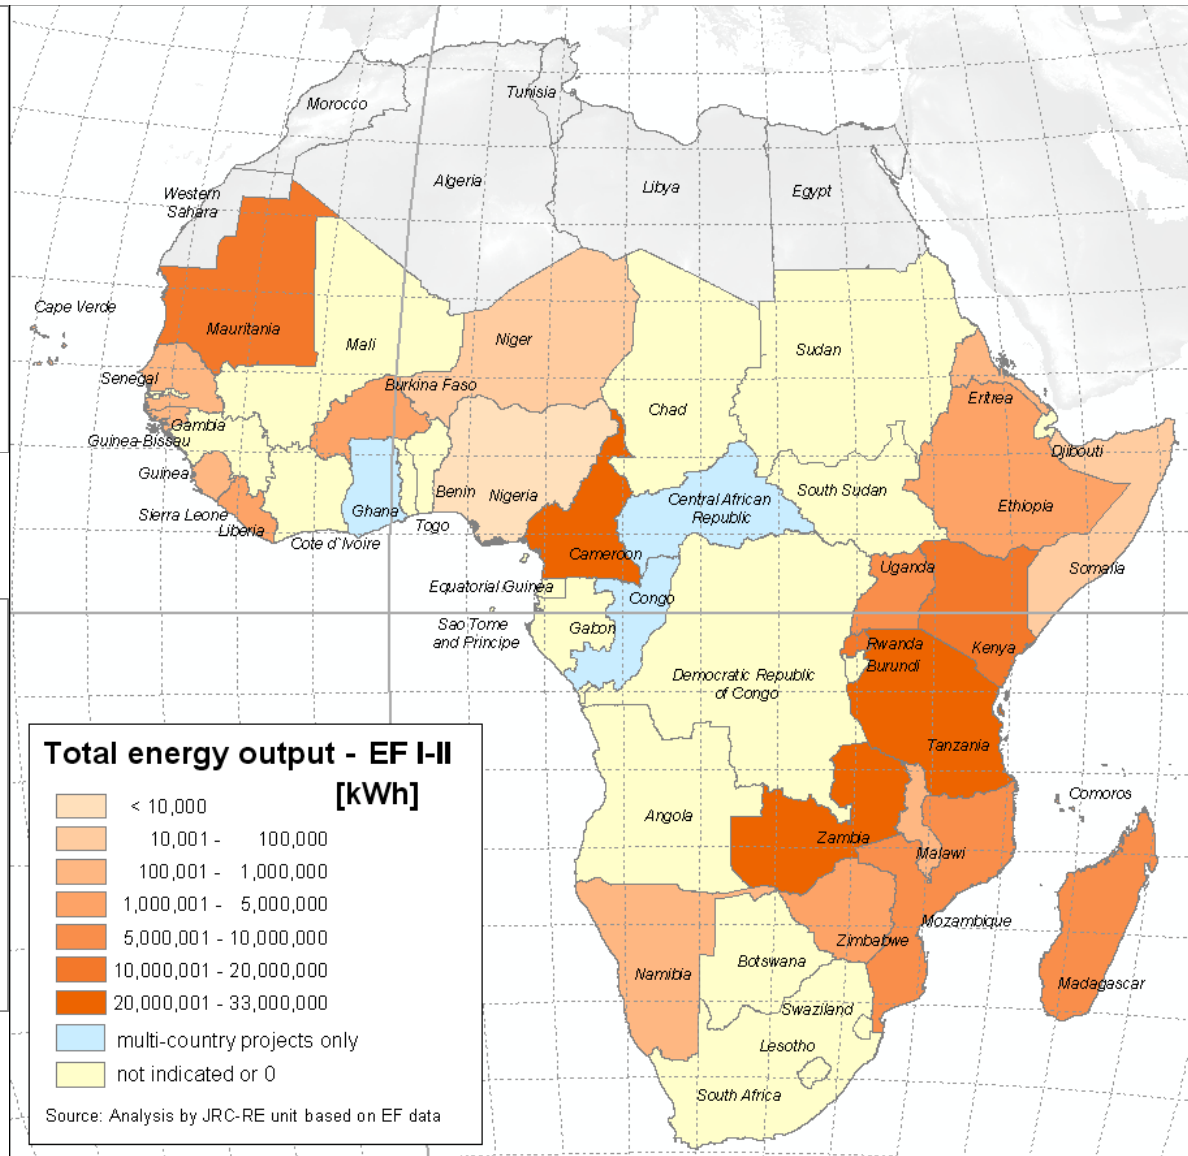 Tunisia
Morocco
Algeria
Libya
Egypt
Western
Sahara
Cape Verde
Mauritania
Mali
Niger
Sudan
Senegal
Burkina Faso
Chad
Eritrea
Gambia
Guinea-Bissau
Djibouti
Guinea
Benin
Nigeria
Central African
Republic
South Sudan
Ethiopia
Sierra Leone
Ghana
Liberia
Togo
Cote d'Ivoire
Cameroon
Uganda
Somalia
Equatorial Guinea
Congo
Sao Tome
and Principe
Gabon
Rwanda
Kenya
Burundi
Democratic Republic
of Congo
Tanzania
Comoros
Angola
Zambia
Malawi
Mozambique
Zimbabwe
Botswana
Namibia
Madagascar
Swaziland
Lesotho
South Africa
Total energy output - EF I-II
[kWh]
< 10,000
10,001 - 100,000
100,001 - 1,000,000
1,000,001 - 5,000,000
5,000,001 - 10,000,000
10,000,001 - 20,000,000
20,000,001 - 33,000,000
multi-country projects only
not indicated or 0
Source: Analysis by JRC-RE unit based on EF data